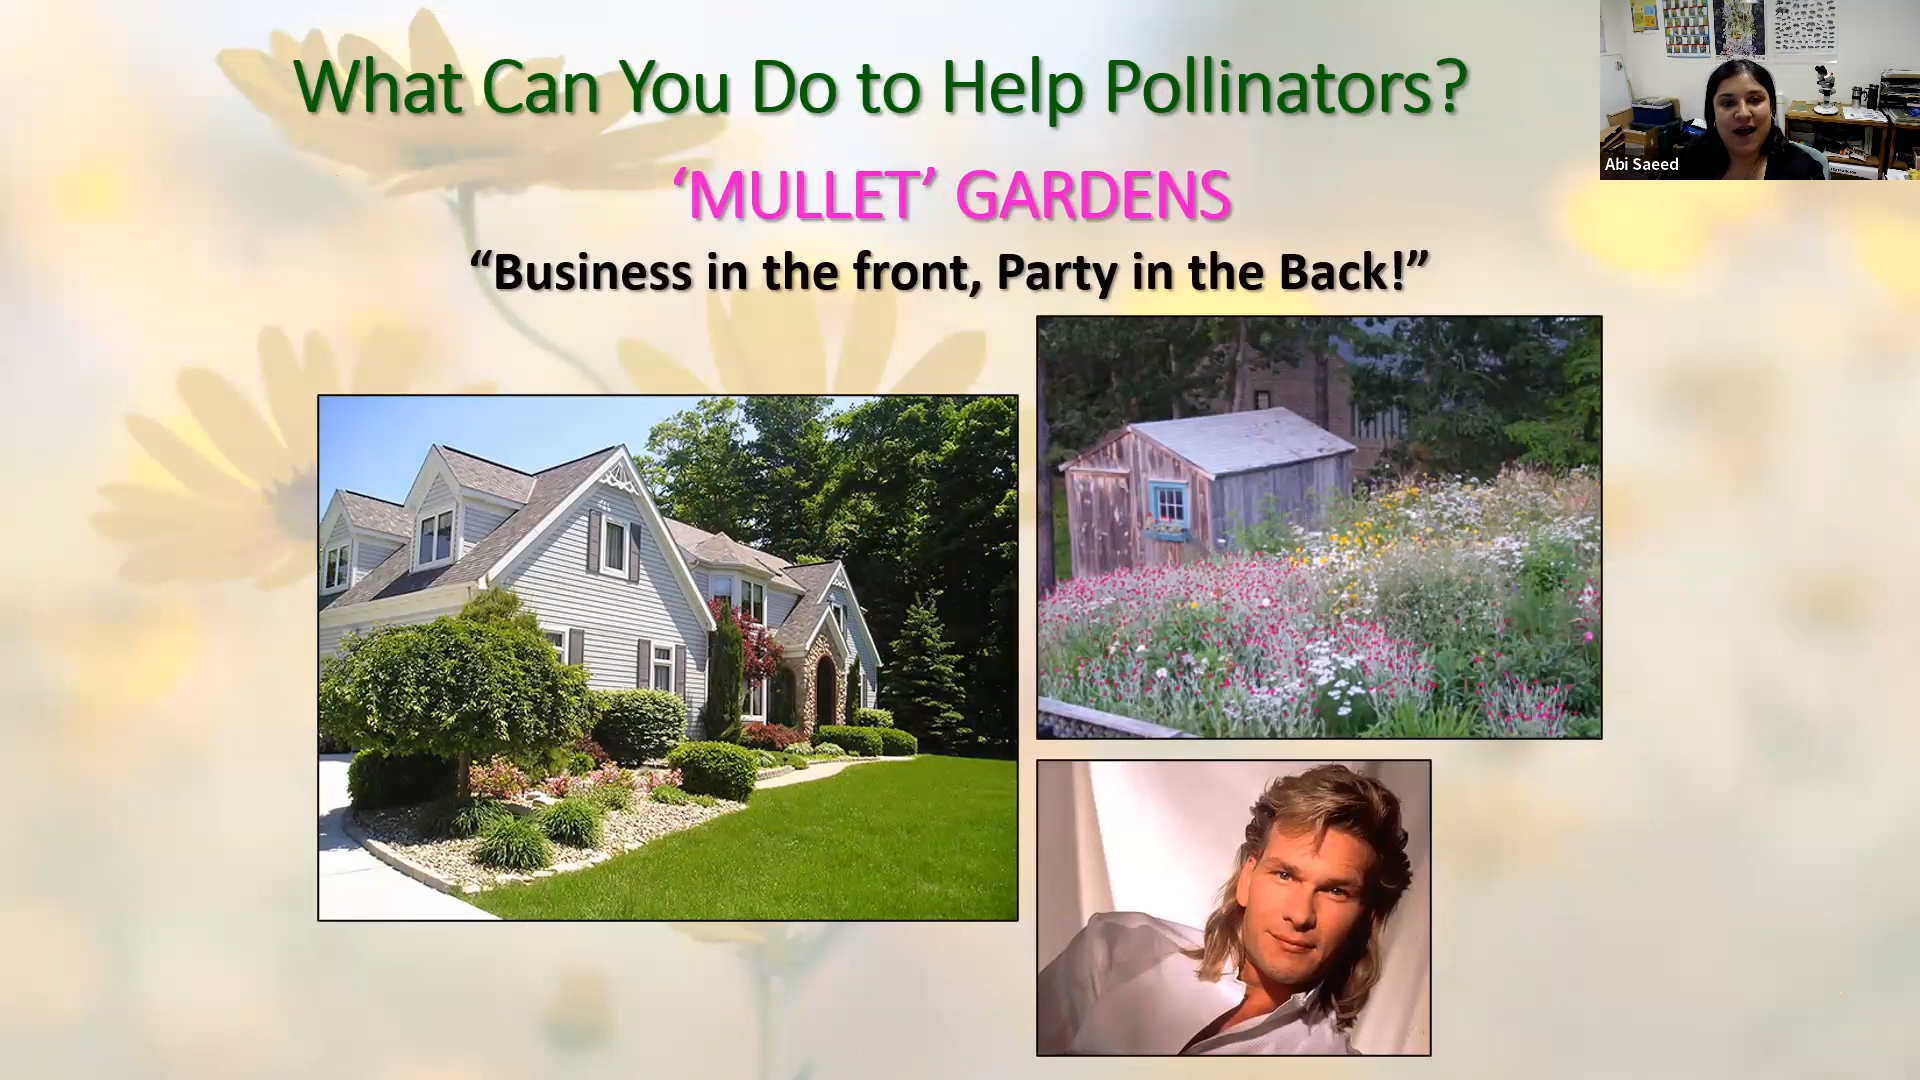 What Can You Do to Help Pollinators?
‘MULLET’ GARDENS
“Business in the front, Party in the Back!”
Abi Saeed